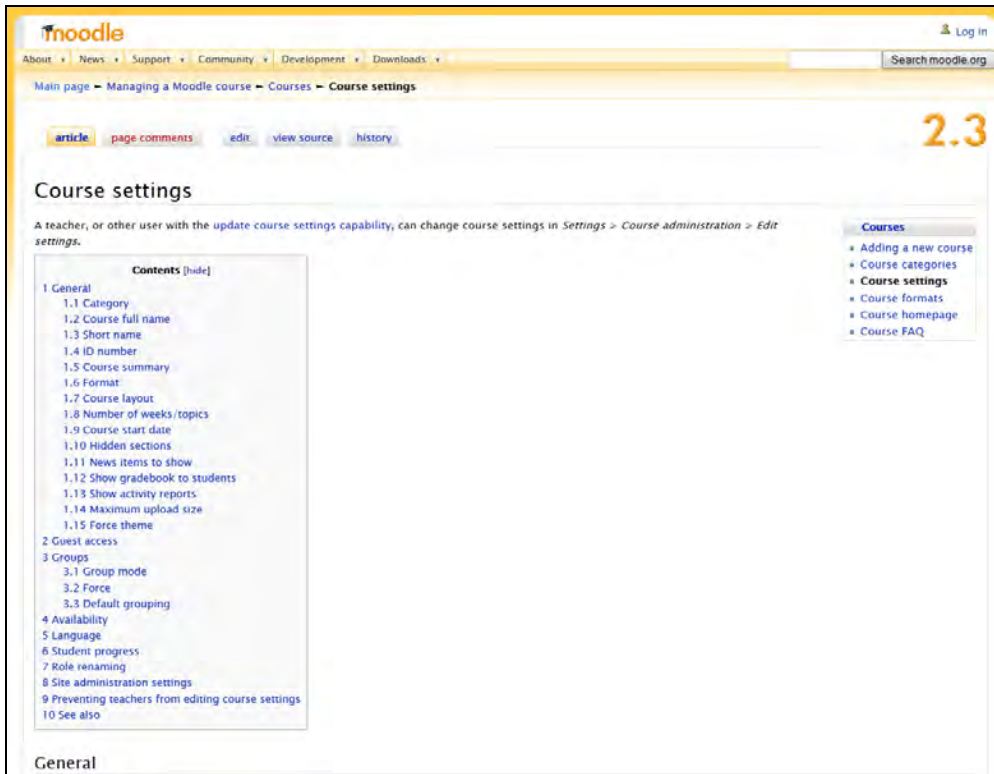 moodle
Log in
About News Support Community Development Downloads
Search moodle.org
Main page ► Managing a Moodle course ► Courses ► Course settings
article page comments edit view source history
2.3
Course settings
A teacher, or other user with the update course settings capability, can change course settings in Settings > Course administration > Edit
settings.
Contents [hide]
1 General
1.1 Category
1.2 Course full name
1.3 Short name
1.4 ID number
1.5 Course summary
1.6 Format
1.7 Course layout
1.8 Number of weeks/topics
1.9 Course start date
1.10 Hidden sections
1.11 News items to show
1.12 Show gradebook to students
1.13 Show activity reports
1.14 Maximum upload size
1.15 Force theme
2 Guest access
3 Groups
3.1 Group mode
3.2 Force
3.3 Default grouping
4 Availability
5 Language
6 Student progress
7 Role renaming
8 Site administration settings
9 Preventing teachers from editing course settings
10 See also
Courses
Adding a new course
Course categories
Course settings
Course formats
Course homepage
Course FAQ
General